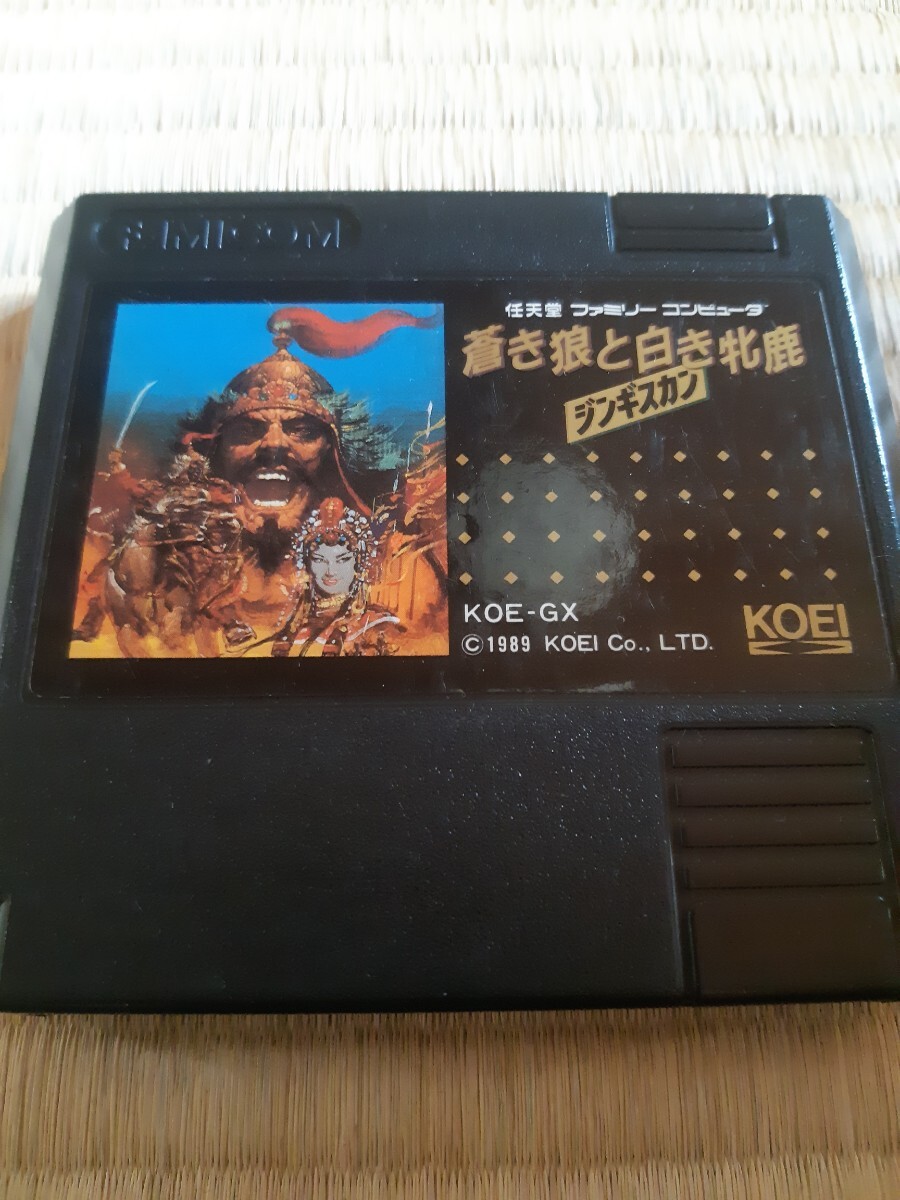 FAMICOM
任天堂 ファミリー コンピュータ
蒼き狼と白き牝鹿
ジンギスカン
KOE-GX
©1989 KOEI Co., LTD.
KOEI